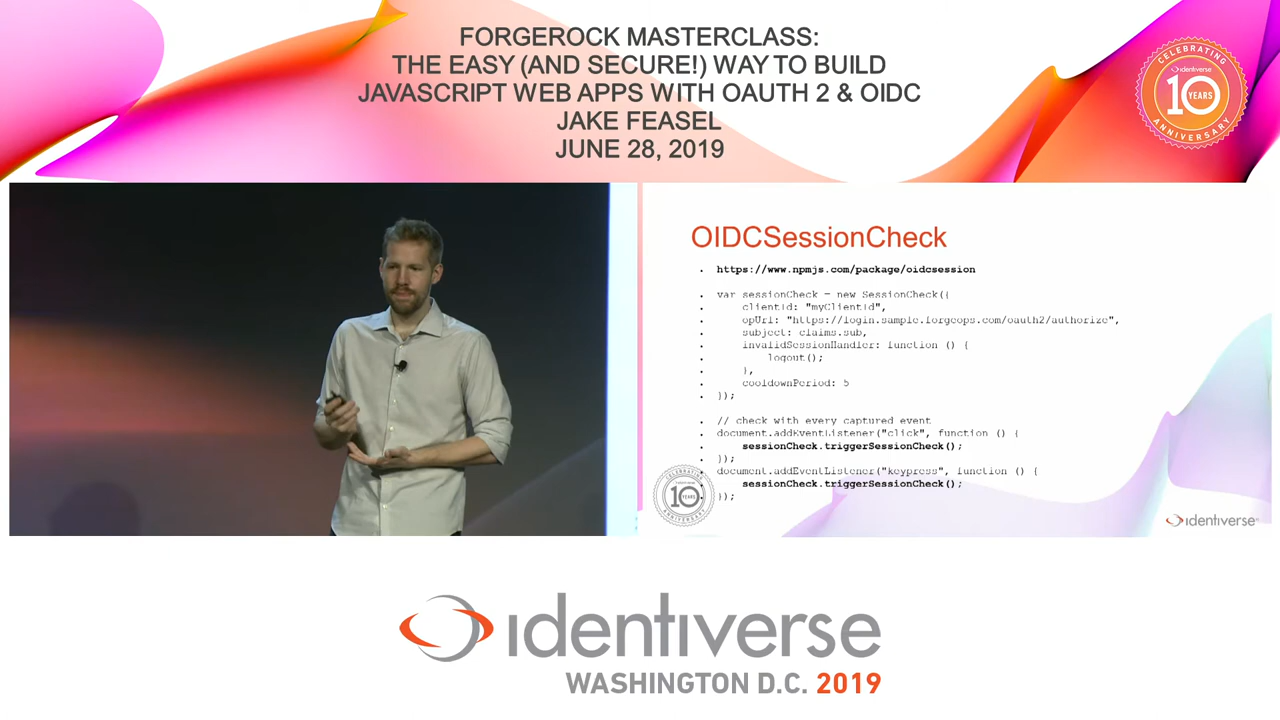 FORGEROCK MASTERCLASS:
THE EASY (AND SECURE!) WAY TO BUILD
JAVASCRIPT WEB APPS WITH OAUTH 2 & OIDC
JAKE FEASEL
JUNE 28, 2019
CELEBRATING
identiverse
10
YEARS
ANNIVERSARY
OIDCSessionCheck
• https://www.npmjs.com/package/oidcsession
• var sessionCheck = new SessionCheck({
• clientId: "myClientId",
• opUrl: "https://login.sample.forgeops.com/oauth2/authorize",
• subject: claims.sub,
• invalidSessionHandler: function () {
• logout();
• },
• cooldownPeriod: 5
• });
• // check with every captured event
• document.addEventListener("click", function () {
• sessionCheck.triggerSessionCheck();
• });
• document.addEventListener("keypress", function () {
• sessionCheck.triggerSessionCheck();
• });
CELEBRATING
10
YEARS
ANNIVERSARY
identiverse
identiverse
WASHINGTON D.C. 2019